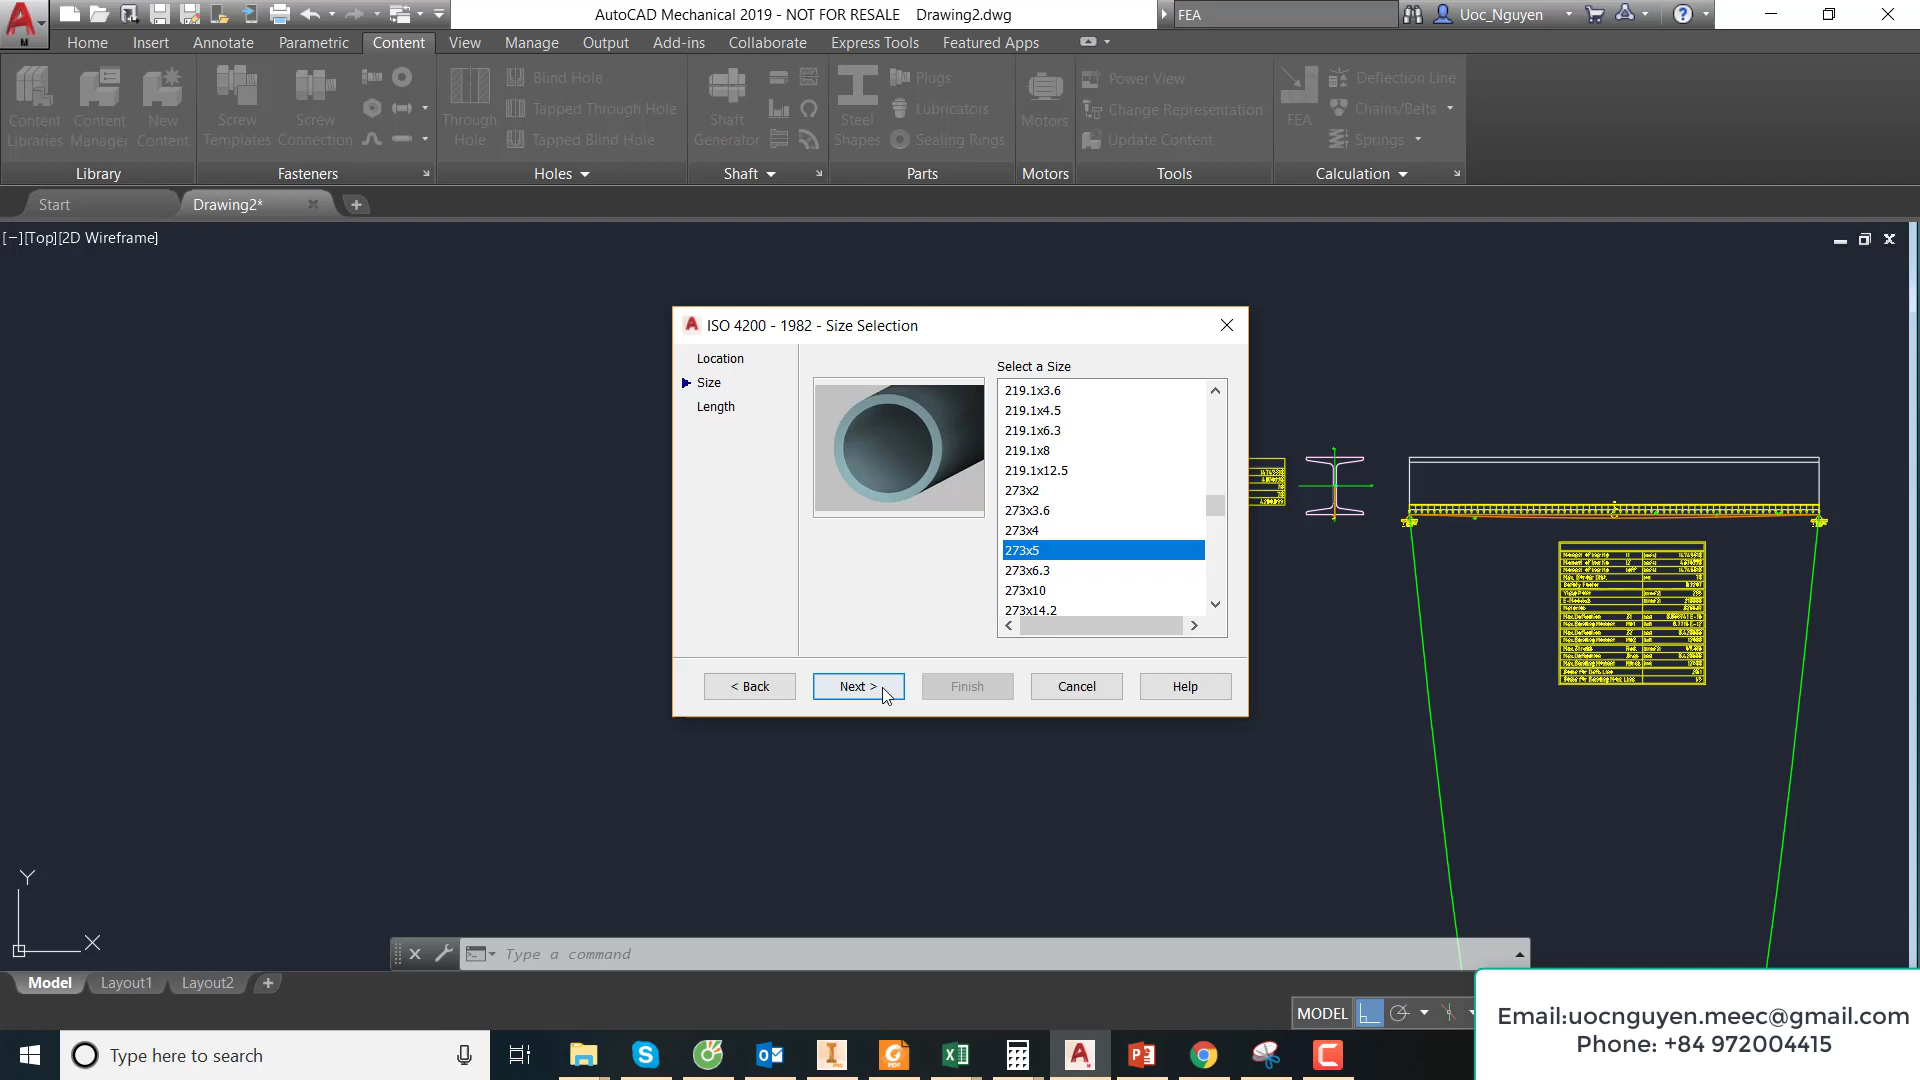 AutoCAD Mechanical 2019 - NOT FOR RESALE Drawing2.dwg
FEA
Uoc_Nguyen
M
Home Insert Annotate Parametric Content View Manage Output Add-ins Collaborate Express Tools Featured Apps
Content Libraries
Content Manager
New Content
Library
Screw Templates
Screw Connection
Fasteners
Through Hole
Blind Hole
Tapped Through Hole
Tapped Blind Hole
Holes
Shaft Generator
Shaft
Steel Shapes
Plugs
Lubricators
Sealing Rings
Parts
Motors
Motors
Power View
Change Representation
Update Content
Tools
FEA
Deflection Line
Chains/Belts
Springs
Calculation
Start
Drawing2*
[−][Top][2D Wireframe]
ISO 4200 - 1982 - Size Selection
Location
Size
Length
Select a Size
219.1x3.6
219.1x4.5
219.1x6.3
219.1x8
219.1x12.5
273x2
273x3.6
273x4
273x5
273x6.3
273x10
273x14.2
< Back
Next >
Finish
Cancel
Help
Y
X
Type a command
Model
Layout1
Layout2
MODEL
Type here to search
Email:uocnguyen.meec@gmail.com
Phone: +84 972004415